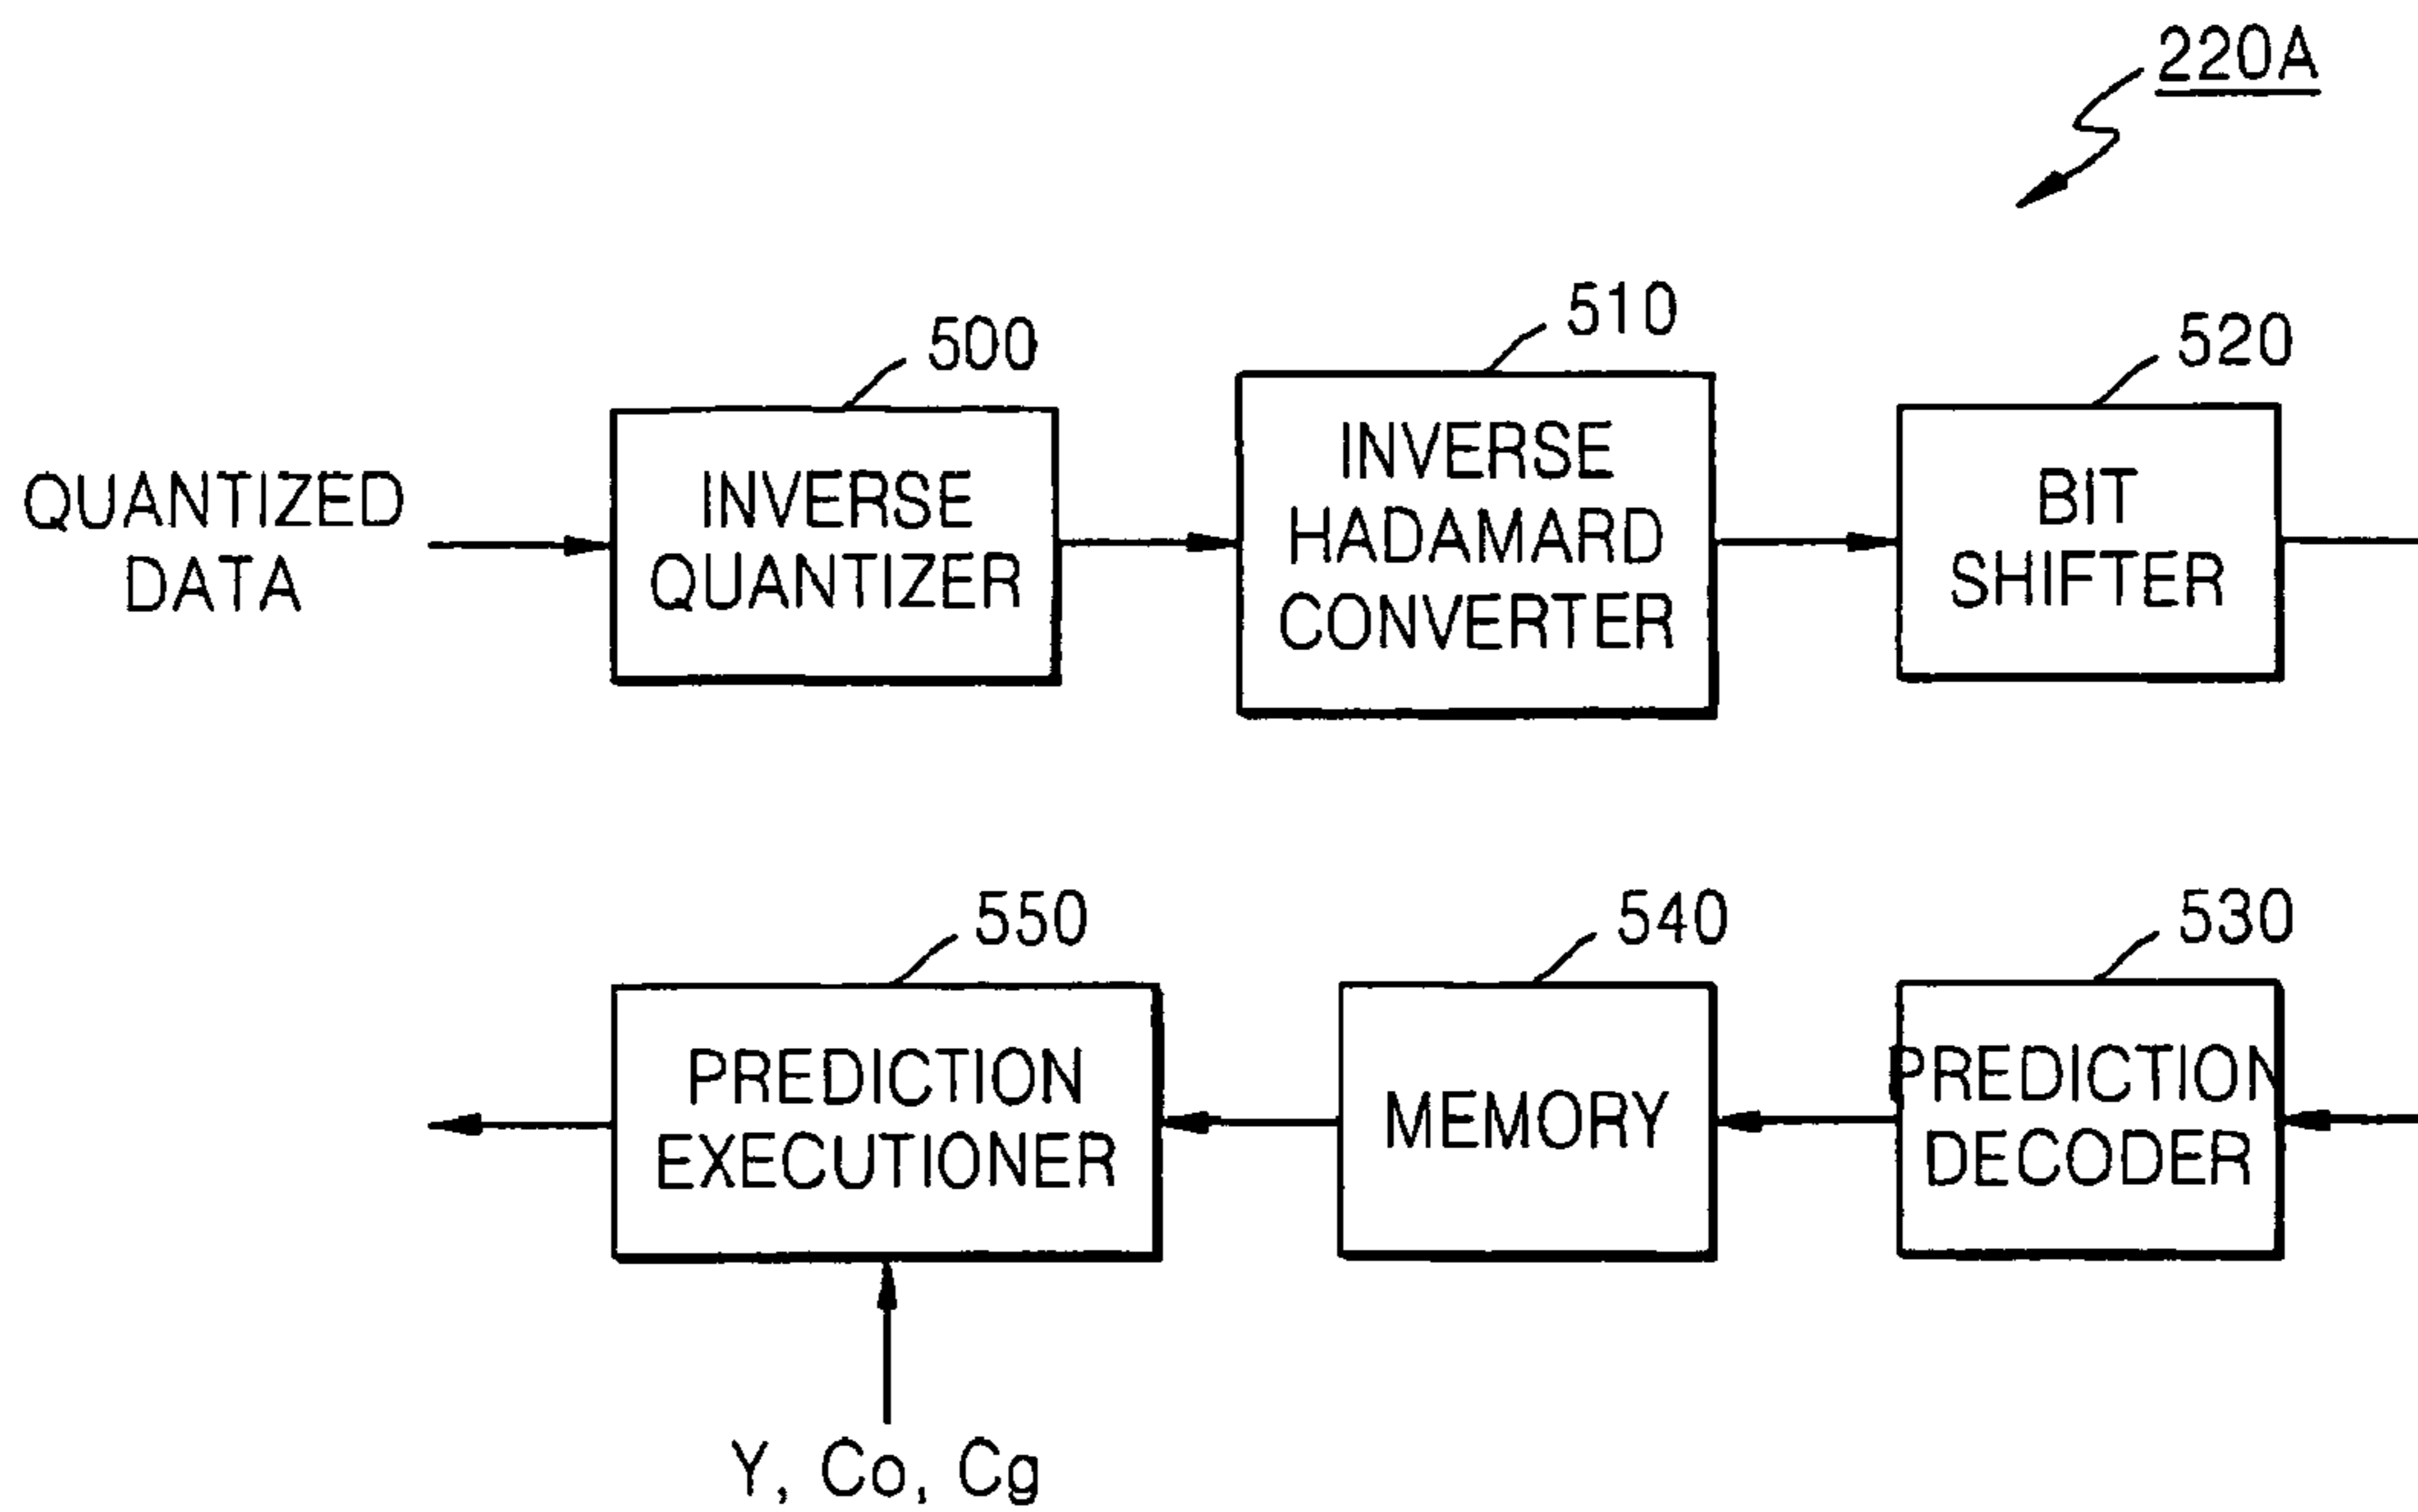 220A
500
510
520
QUANTIZED
DATA
INVERSE
QUANTIZER
INVERSE
HADAMARD
CONVERTER
BIT
SHIFTER
550
540
530
PREDICTION
EXECUTIONER
MEMORY
PREDICTION
DECODER
Y, Co, Cg